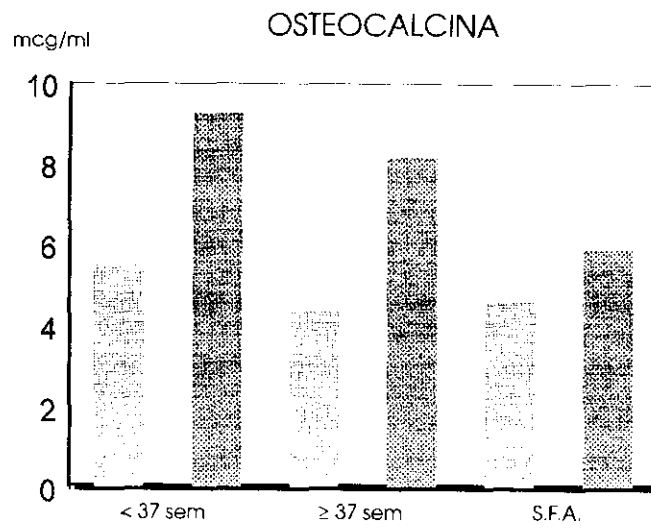 OSTEOCALCINA
mcg/ml
10
8
6
4
2
0
< 37 sem
≥ 37 sem
S.F.A.